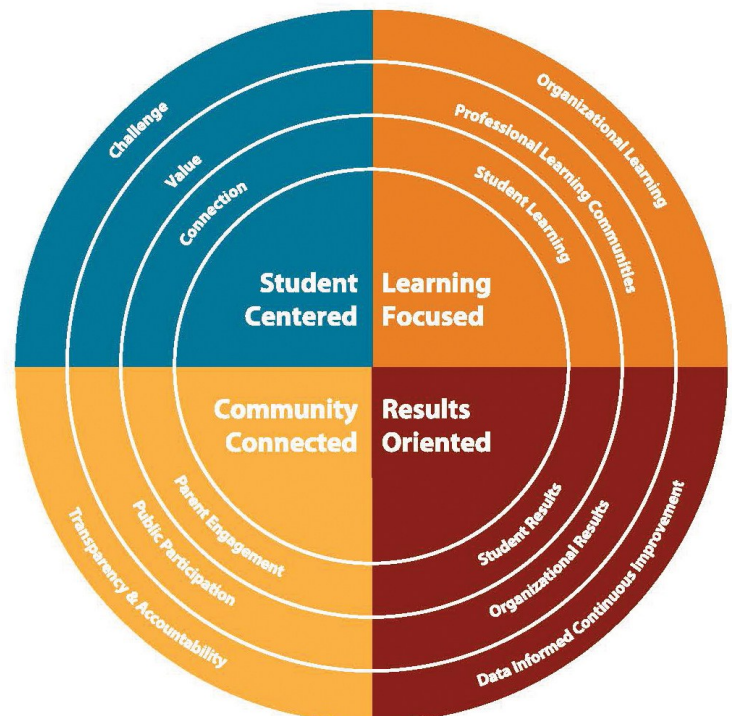 Challenge
Value
Connection
Student
Centered
Organizational Learning
Professional Learning Communities
Student Learning
Learning
Focused
Community
Connected
Parent Engagement
Public Participation
Transparency & Accountability
Results
Oriented
Student Results
Organizational Results
Data Informed Continuous Improvement